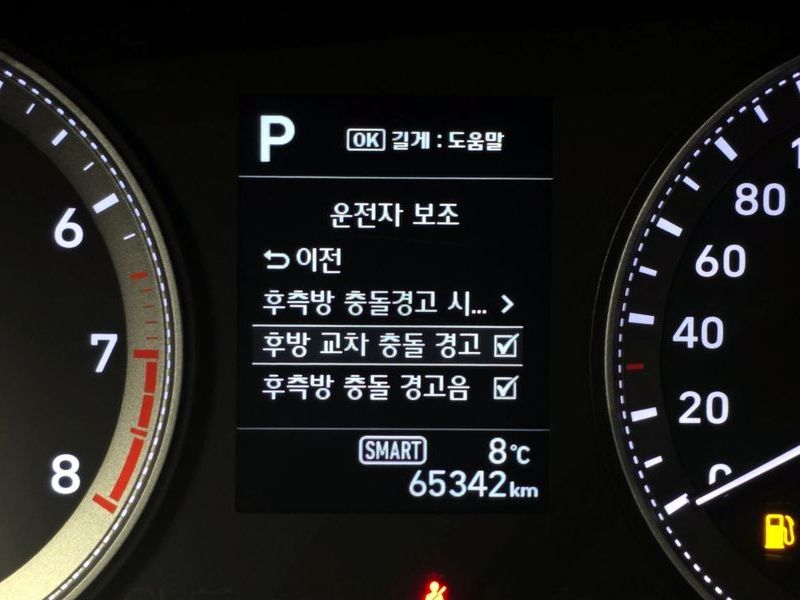 P
OK 길게 : 도움말
운전자 보조
이전
후측방 충돌경고 시...
후방 교차 충돌 경고
후측방 충돌 경고음
SMART 8°C
65342km
6
7
8
80
60
40
20
0